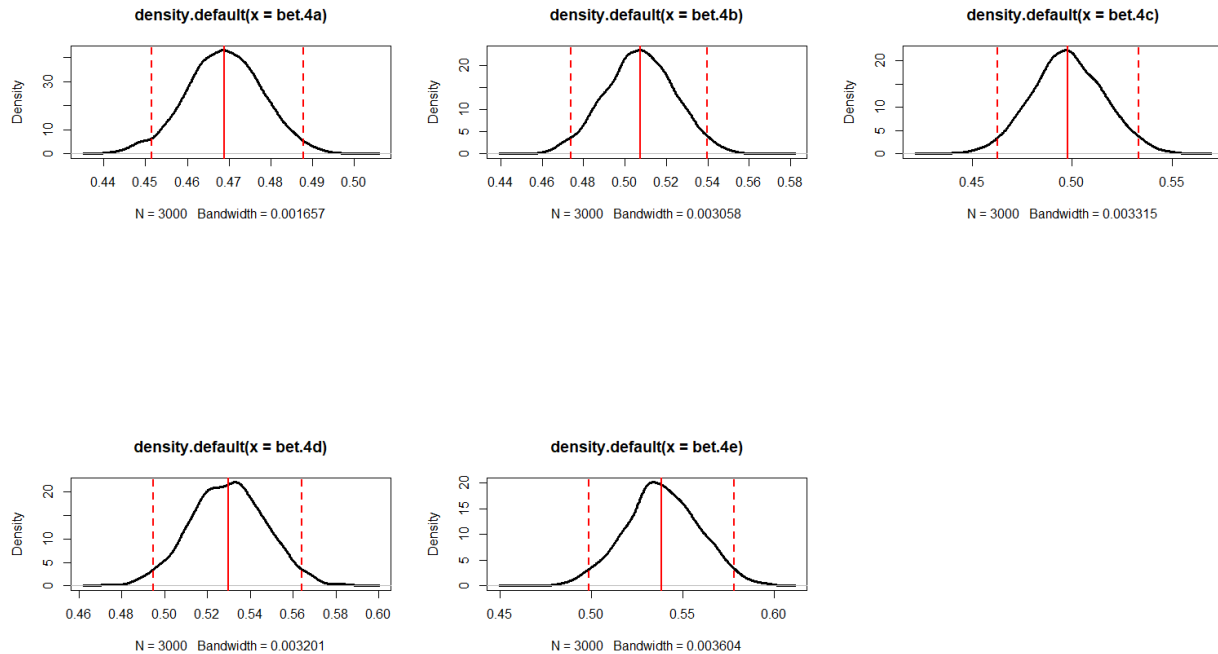 density.default(x = bet.4a)
Density
0 10 30
0.44 0.45 0.46 0.47 0.48 0.49 0.50
N = 3000 Bandwidth = 0.001657
density.default(x = bet.4b)
Density
0 5 10 20
0.44 0.46 0.48 0.50 0.52 0.54 0.56 0.58
N = 3000 Bandwidth = 0.003058
density.default(x = bet.4c)
Density
0 5 10 20
0.45 0.50 0.55
N = 3000 Bandwidth = 0.003315
density.default(x = bet.4d)
Density
0 5 10 20
0.46 0.48 0.50 0.52 0.54 0.56 0.58 0.60
N = 3000 Bandwidth = 0.003201
density.default(x = bet.4e)
Density
0 5 10 15 20
0.45 0.50 0.55 0.60
N = 3000 Bandwidth = 0.003604